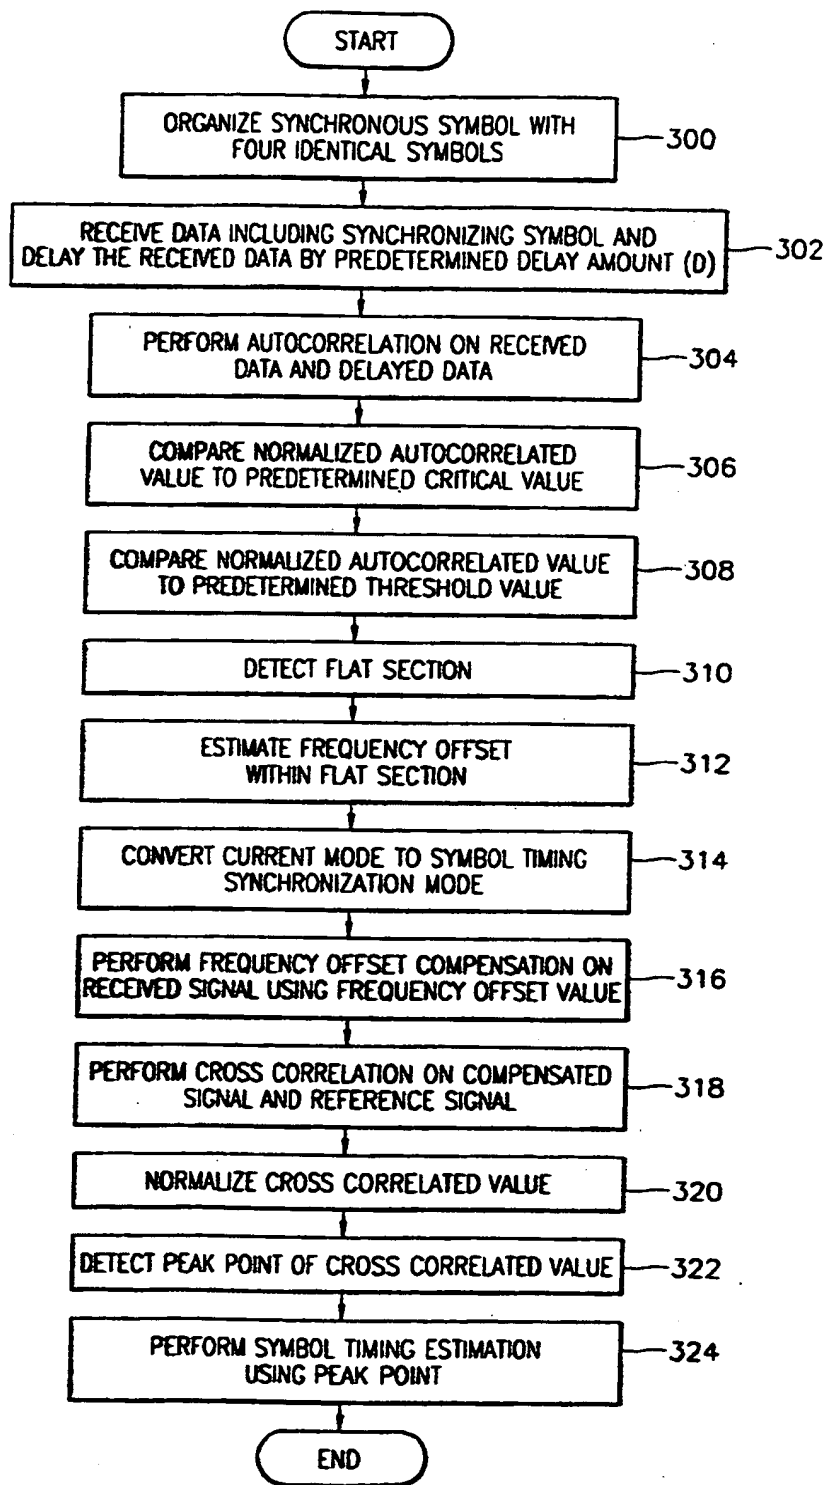 START
ORGANIZE SYNCHRONOUS SYMBOL WITH
FOUR IDENTICAL SYMBOLS
300
RECEIVE DATA INCLUDING SYNCHRONIZING SYMBOL AND
DELAY THE RECEIVED DATA BY PREDETERMINED DELAY AMOUNT (D)
302
PERFORM AUTOCORRELATION ON RECEIVED
DATA AND DELAYED DATA
304
COMPARE NORMALIZED AUTOCORRELATED
VALUE TO PREDETERMINED CRITICAL VALUE
306
COMPARE NORMALIZED AUTOCORRELATED VALUE
TO PREDETERMINED THRESHOLD VALUE
308
DETECT FLAT SECTION
310
ESTIMATE FREQUENCY OFFSET
WITHIN FLAT SECTION
312
CONVERT CURRENT MODE TO SYMBOL TIMING
SYNCHRONIZATION MODE
314
PERFORM FREQUENCY OFFSET COMPENSATION ON
RECEIVED SIGNAL USING FREQUENCY OFFSET VALUE
316
PERFORM CROSS CORRELATION ON COMPENSATED
SIGNAL AND REFERENCE SIGNAL
318
NORMALIZE CROSS CORRELATED VALUE
320
DETECT PEAK POINT OF CROSS CORRELATED VALUE
322
PERFORM SYMBOL TIMING ESTIMATION
USING PEAK POINT
324
END